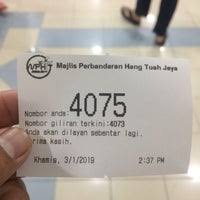 MPHTJ
Majlis Perbandaran Hang Tuah Jaya
Nombor anda: 4075
Nombor giliran terkini:4073
Anda akan dilayan sebentar lagi.
Terima kasih.
Khamis, 3/1/2019 2:37 PM